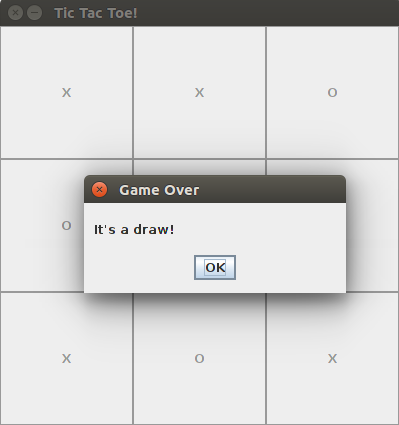 Tic Tac Toe!
x x o
Game Over
o
It's a draw!
OK
x o x